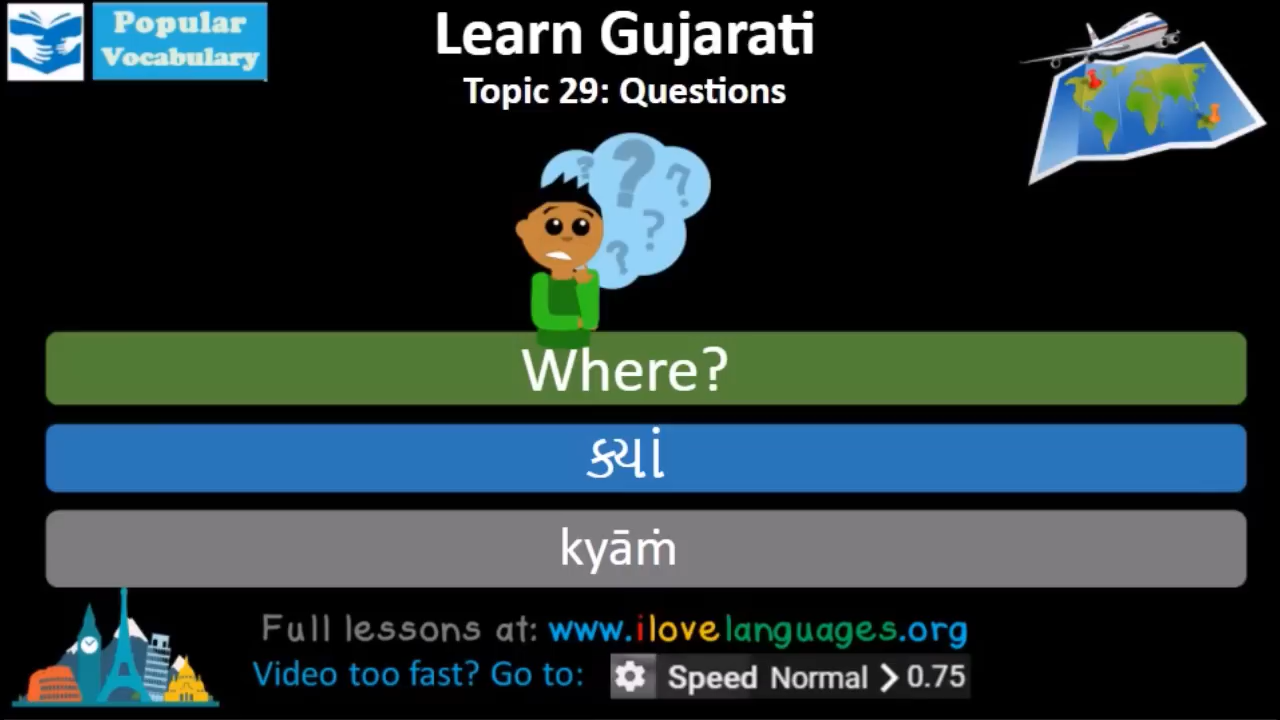 Popular
Vocabulary
Learn Gujarati
Topic 29: Questions
? ? ? ? ?
Where?
ક્યાં
kyāṁ
Full lessons at: www.ilovelanguages.org
Video too fast? Go to: Speed Normal > 0.75